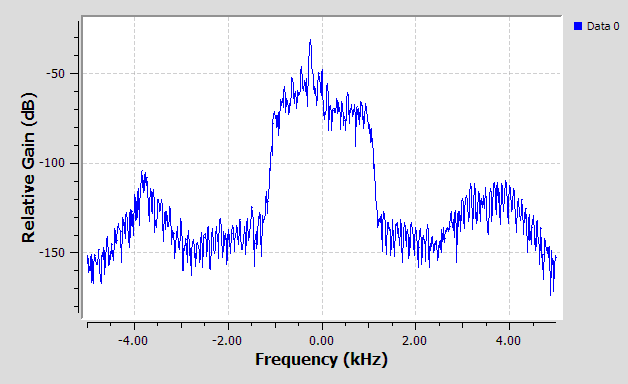 Data 0
-50
-100
-150
Relative Gain (dB)
-4.00 -2.00 0.00 2.00 4.00
Frequency (kHz)